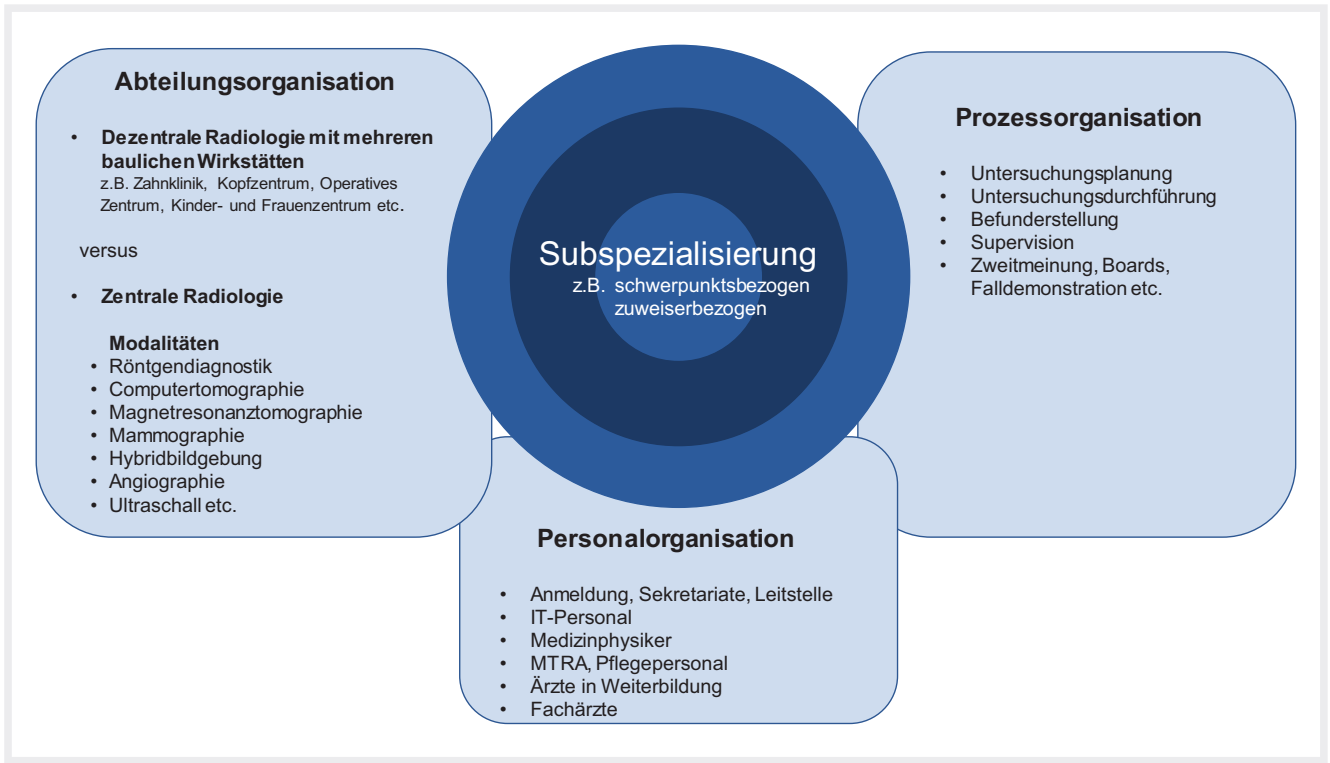 Abteilungsorganisation
• Dezentrale Radiologie mit mehreren
baulichen Wirkstätten
z.B. Zahnklinik, Kopfzentrum, Operatives
Zentrum, Kinder- und Frauenzentrum etc.
versus
• Zentrale Radiologie
Modalitäten
• Röntgendiagnostik
• Computertomographie
• Magnetresonanztomographie
• Mammographie
• Hybridbildgebung
• Angiographie
• Ultraschall etc.
Subspezialisierung
z.B. schwerpunktsbezogen
zuweiserbezogen
Prozessorganisation
• Untersuchungsplanung
• Untersuchungsdurchführung
• Befunderstellung
• Supervision
• Zweitmeinung, Boards,
Falldemonstration etc.
Personalorganisation
• Anmeldung, Sekretariate, Leitstelle
• IT-Personal
• Medizinphysiker
• MTRA, Pflegepersonal
• Ärzte in Weiterbildung
• Fachärzte